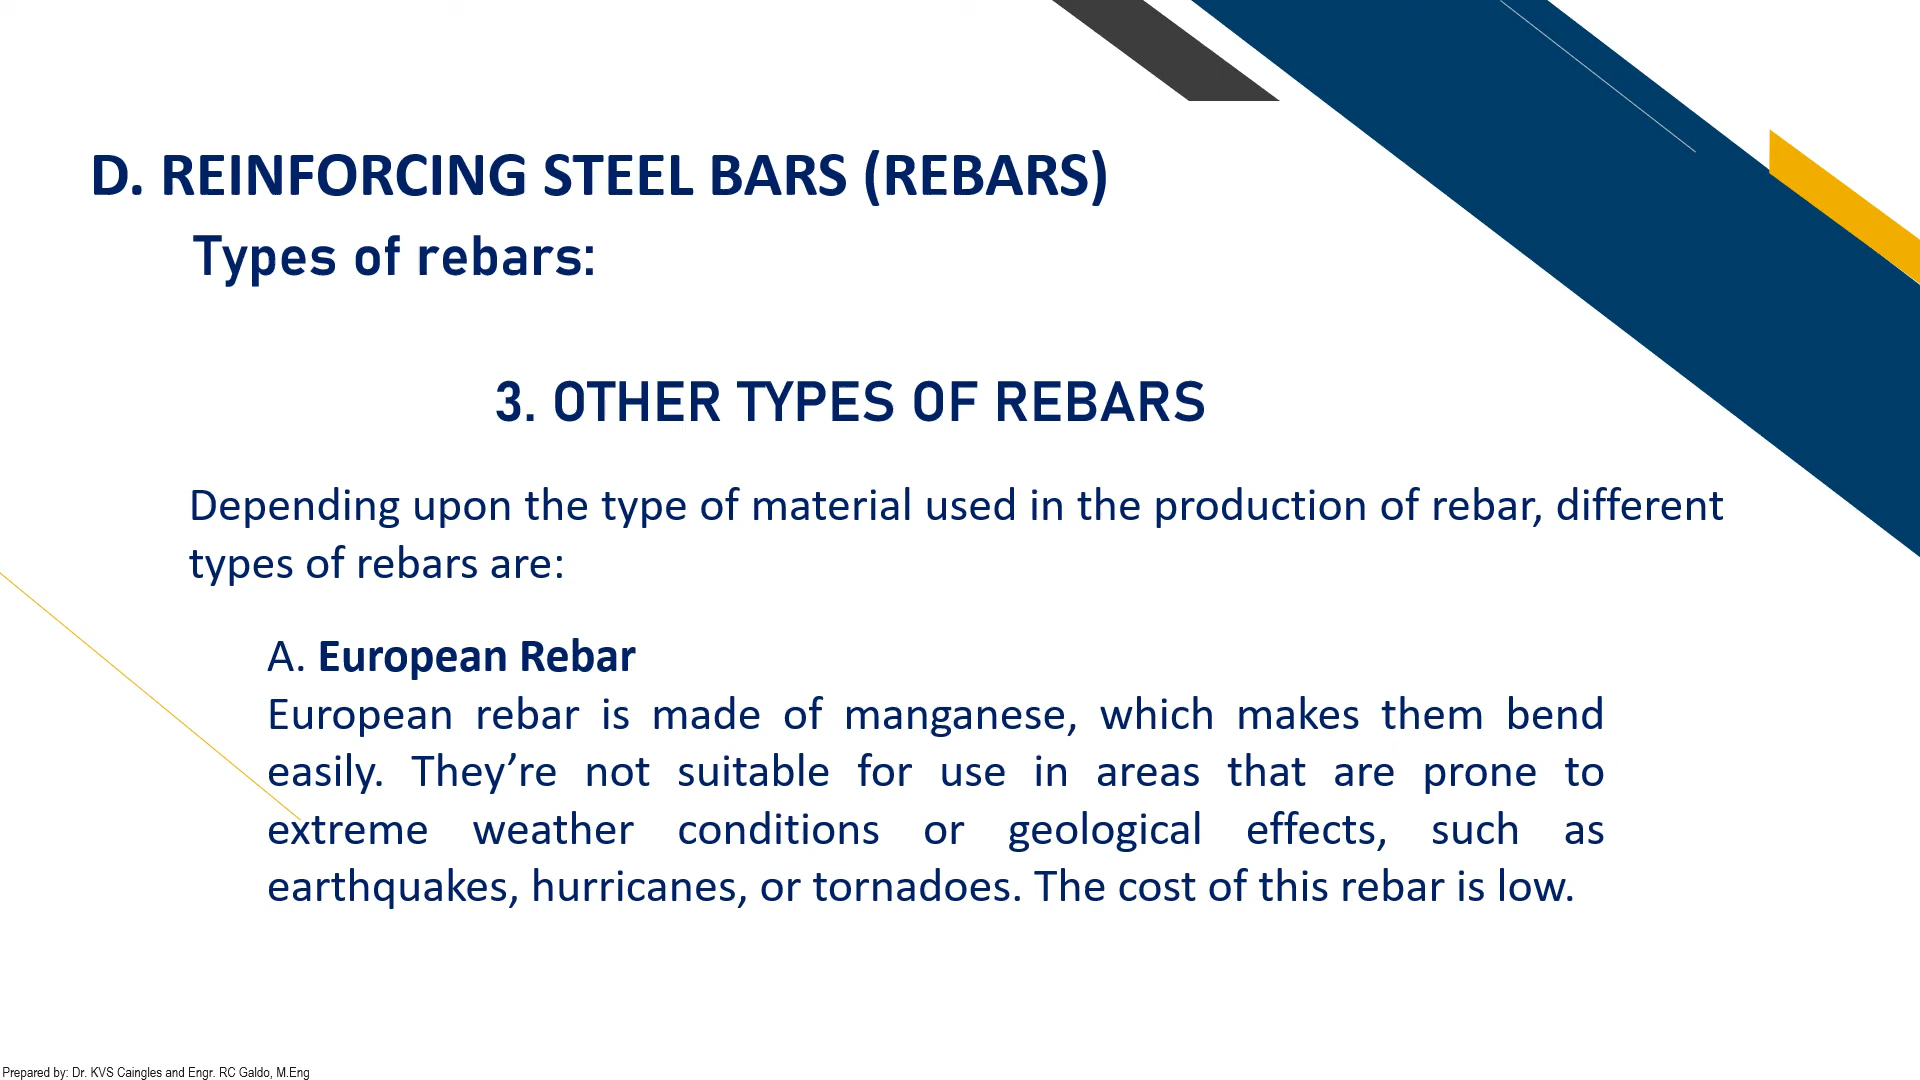 D. REINFORCING STEEL BARS (REBARS)
Types of rebars:
3. OTHER TYPES OF REBARS
Depending upon the type of material used in the production of rebar, different
types of rebars are:
A. European Rebar
European rebar is made of manganese, which makes them bend
easily. They’re not suitable for use in areas that are prone to
extreme weather conditions or geological effects, such as
earthquakes, hurricanes, or tornadoes. The cost of this rebar is low.
Prepared by: Dr. KVS Caingles and Engr. RC Galdo, M.Eng